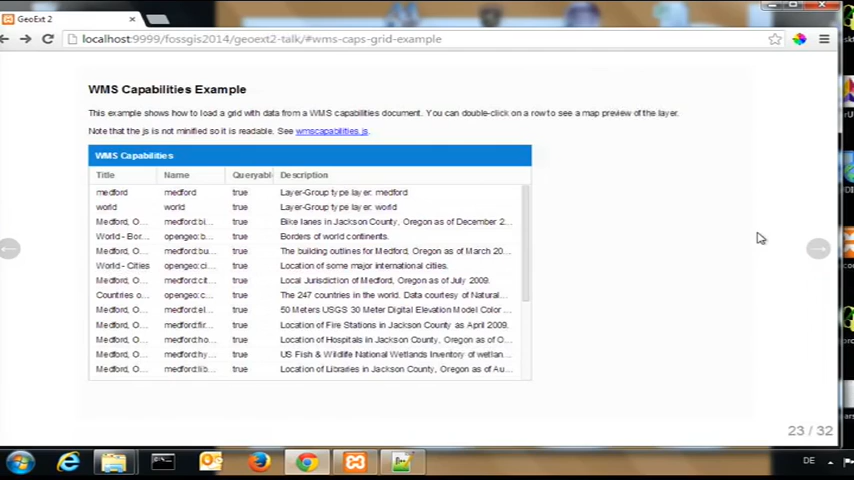 GeoExt 2
localhost:9999/fossgis2014/geoext2-talk/#wms-caps-grid-example
WMS Capabilities Example
This example shows how to load a grid with data from a WMS capabilities document. You can double-click on a row to see a map preview of the layer.
Note that the js is not minified so it is readable. See wmscapabilities.js.
WMS Capabilities
Title Name Queryabl Description
medford medford true Layer-Group type layer: medford
world world true Layer-Group type layer: world
Medford, O... medford:bi... true Bike lanes in Jackson County, Oregon as of December 2...
World - Bor... opengeo:b... true Borders of world continents.
Medford, O... medford:bu... true The building outlines for Medford, Oregon as of March 20...
World - Cities opengeo:ci... true Location of some major international cities.
Medford, O... medford:cit... true Local Jurisdiction of Medford, Oregon as of July 2009.
Countries o... opengeo:c... true The 247 countries in the world. Data courtesy of Natural...
Medford, O... medford:el... true 50 Meters USGS 30 Meter Digital Elevation Model Color ...
Medford, O... medford:fir... true Location of Fire Stations in Jackson County as April 2009.
Medford, O... medford:ho... true Location of Hospitals in Jackson County, Oregon as of O...
Medford, O... medford:hy... true US Fish & Wildlife National Wetlands Inventory of wetlan...
Medford, O... medford:lib... true Location of Libraries in Jackson County, Oregon as of Au...
23 / 32
DE